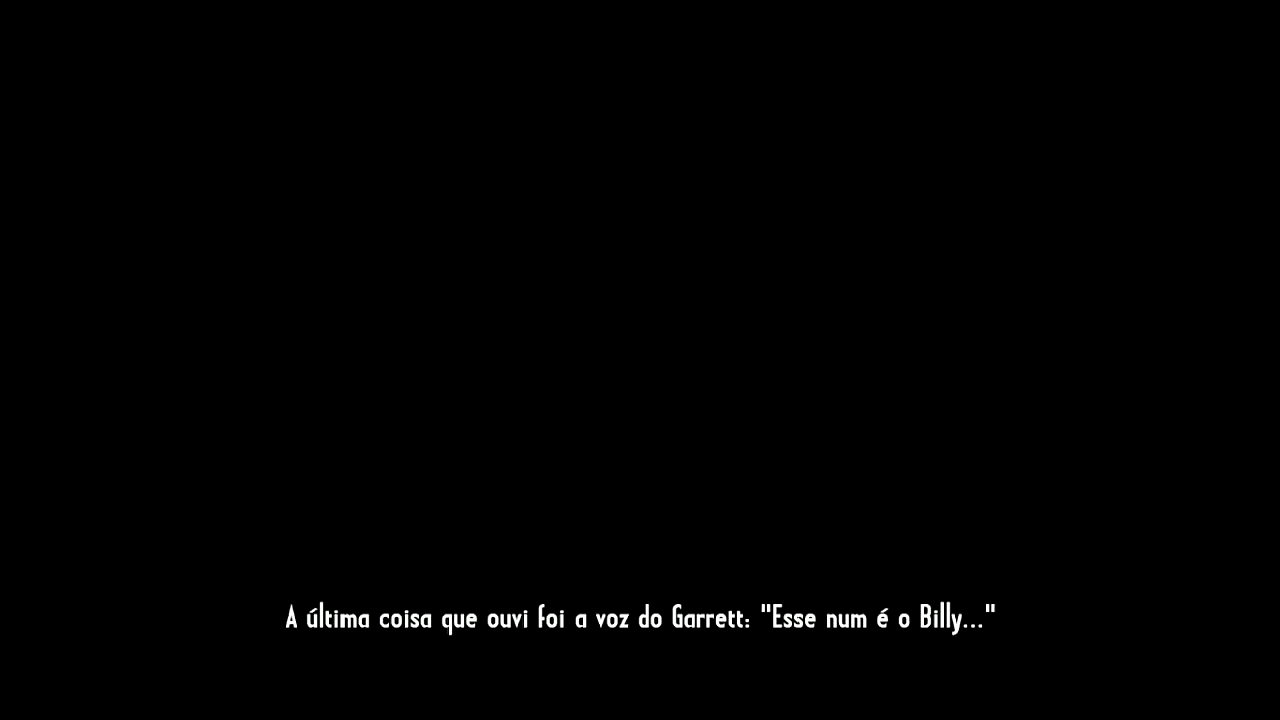 A última coisa que ouvi foi a voz do Garrett: "Esse num é o Billy..."